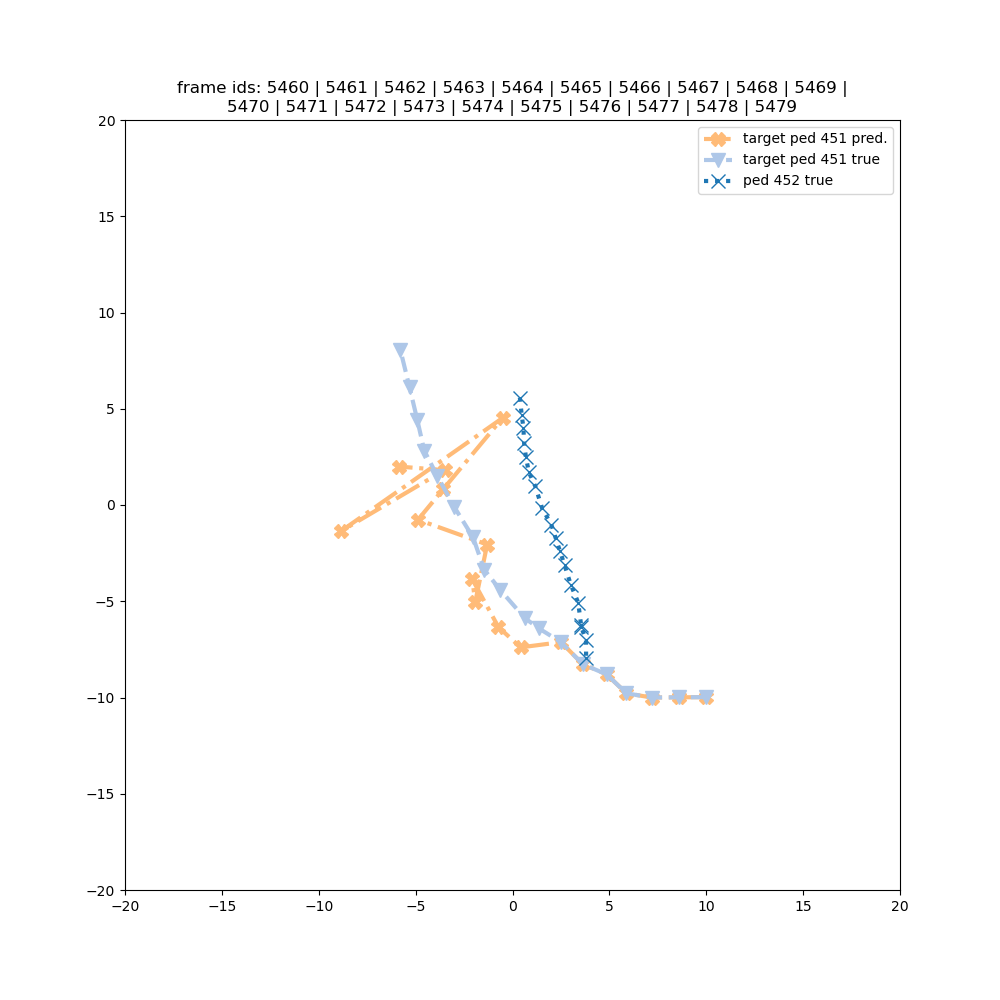 frame ids: 5460 | 5461 | 5462 | 5463 | 5464 | 5465 | 5466 | 5467 | 5468 | 5469 |
5470 | 5471 | 5472 | 5473 | 5474 | 5475 | 5476 | 5477 | 5478 | 5479
target ped 451 pred.
target ped 451 true
ped 452 true
20
15
10
5
0
−5
−10
−15
−20
−20 −15 −10 −5 0 5 10 15 20